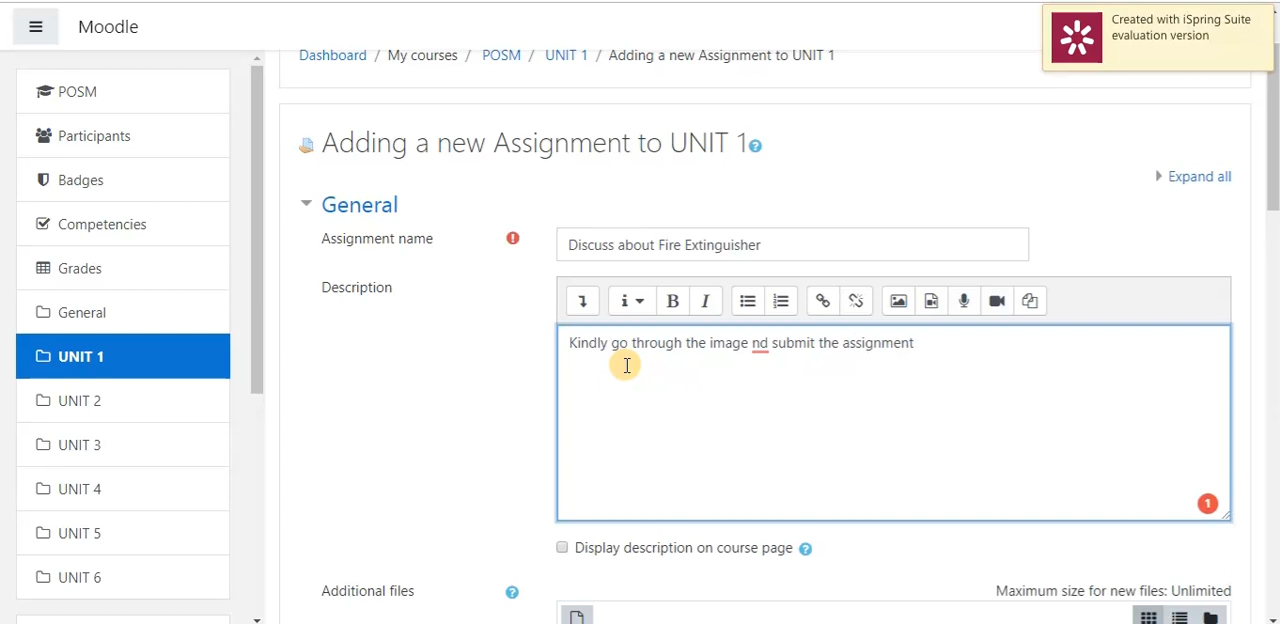 Moodle
Created with iSpring Suite
evaluation version
Dashboard / My courses / POSM / UNIT 1 / Adding a new Assignment to UNIT 1
POSM
Participants
Badges
Competencies
Grades
General
UNIT 1
UNIT 2
UNIT 3
UNIT 4
UNIT 5
UNIT 6
Adding a new Assignment to UNIT 1
Expand all
General
Assignment name
Discuss about Fire Extinguisher
Description
Kindly go through the image nd submit the assignment
1
Display description on course page
Additional files
Maximum size for new files: Unlimited